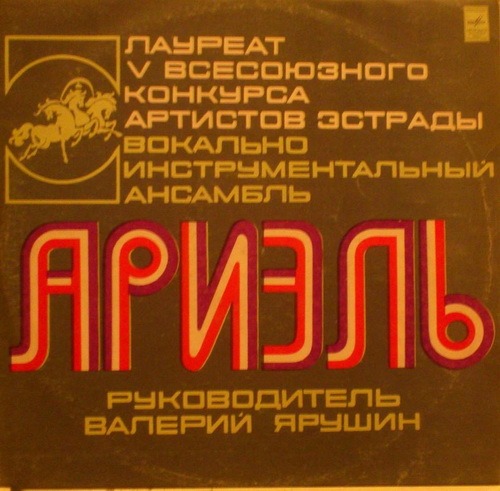 ЛАУРЕАТ
V ВСЕСОЮЗНОГО
КОНКУРСА
АРТИСТОВ ЭСТРАДЫ
ВОКАЛЬНО
ИНСТРУМЕНТАЛЬНЫЙ
АНСАМБЛЬ
АРИЭЛЬ
РУКОВОДИТЕЛЬ
ВАЛЕРИЙ ЯРУШИН